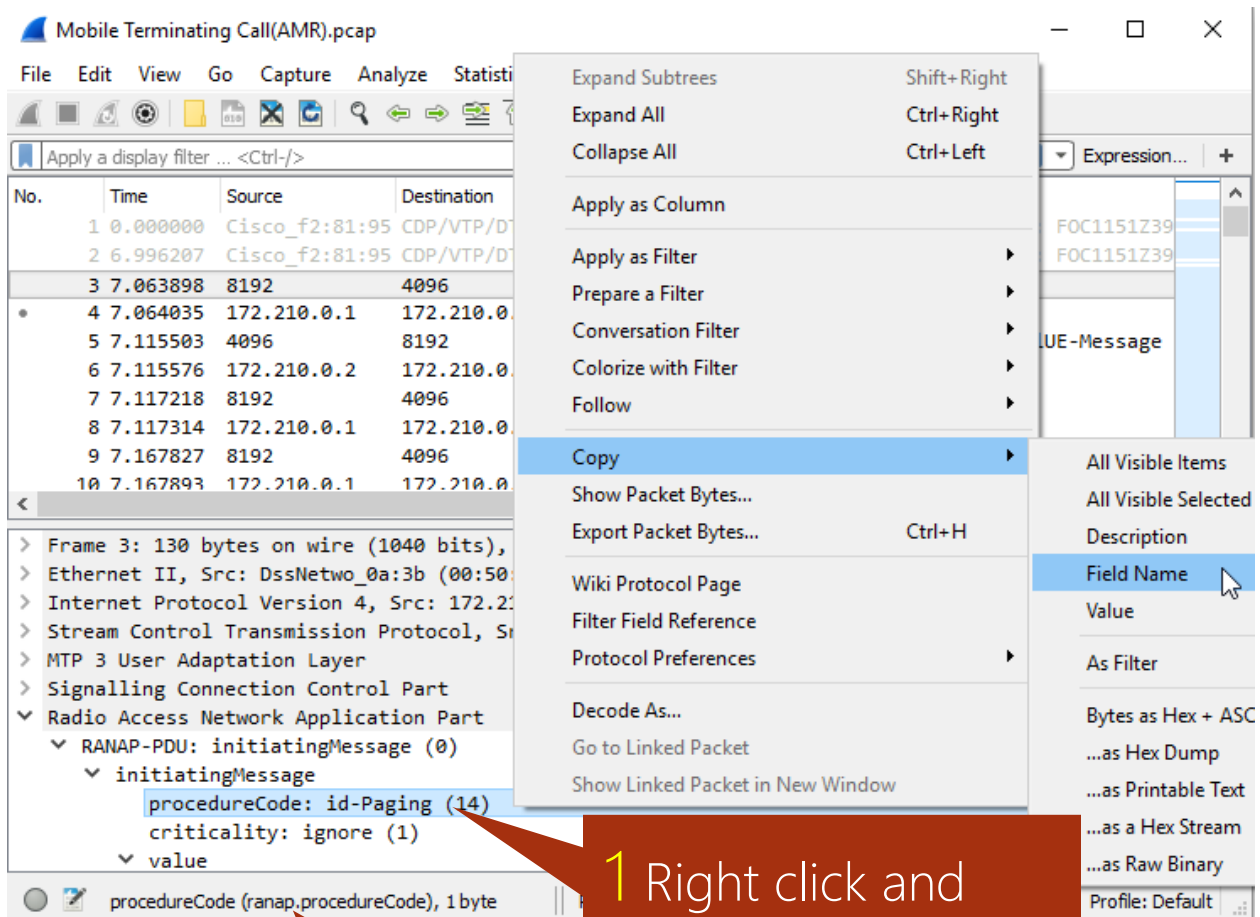 Mobile Terminating Call(AMR).pcap
File Edit View Go Capture Analyze Statisti
Apply a display filter ... <Ctrl-/>
Expression... +
No. Time Source Destination
1 0.000000 Cisco_f2:81:95 CDP/VTP/DT FOC1151Z39
2 6.996207 Cisco_f2:81:95 CDP/VTP/DT FOC1151Z39
3 7.063898 8192 4096
4 7.064035 172.210.0.1 172.210.0.
5 7.115503 4096 8192 UE-Message
6 7.115576 172.210.0.2 172.210.0.
7 7.117218 8192 4096
8 7.117314 172.210.0.1 172.210.0.
9 7.167827 8192 4096
10 7.167893 172.210.0.1 172.210.0
Frame 3: 130 bytes on wire (1040 bits),
Ethernet II, Src: DssNetwo_0a:3b (00:50:
Internet Protocol Version 4, Src: 172.21
Stream Control Transmission Protocol, Sr
MTP 3 User Adaptation Layer
Signalling Connection Control Part
Radio Access Network Application Part
RANAP-PDU: initiatingMessage (0)
initiatingMessage
procedureCode: id-Paging (14)
criticality: ignore (1)
value
procedureCode (ranap.procedureCode), 1 byte
Profile: Default
Expand Subtrees Shift+Right
Expand All Ctrl+Right
Collapse All Ctrl+Left
Apply as Column
Apply as Filter
Prepare a Filter
Conversation Filter
Colorize with Filter
Follow
Copy
Show Packet Bytes...
Export Packet Bytes... Ctrl+H
Wiki Protocol Page
Filter Field Reference
Protocol Preferences
Decode As...
Go to Linked Packet
Show Linked Packet in New Window
All Visible Items
All Visible Selected
Description
Field Name
Value
As Filter
Bytes as Hex + ASC
...as Hex Dump
...as Printable Text
...as a Hex Stream
...as Raw Binary
1 Right click and